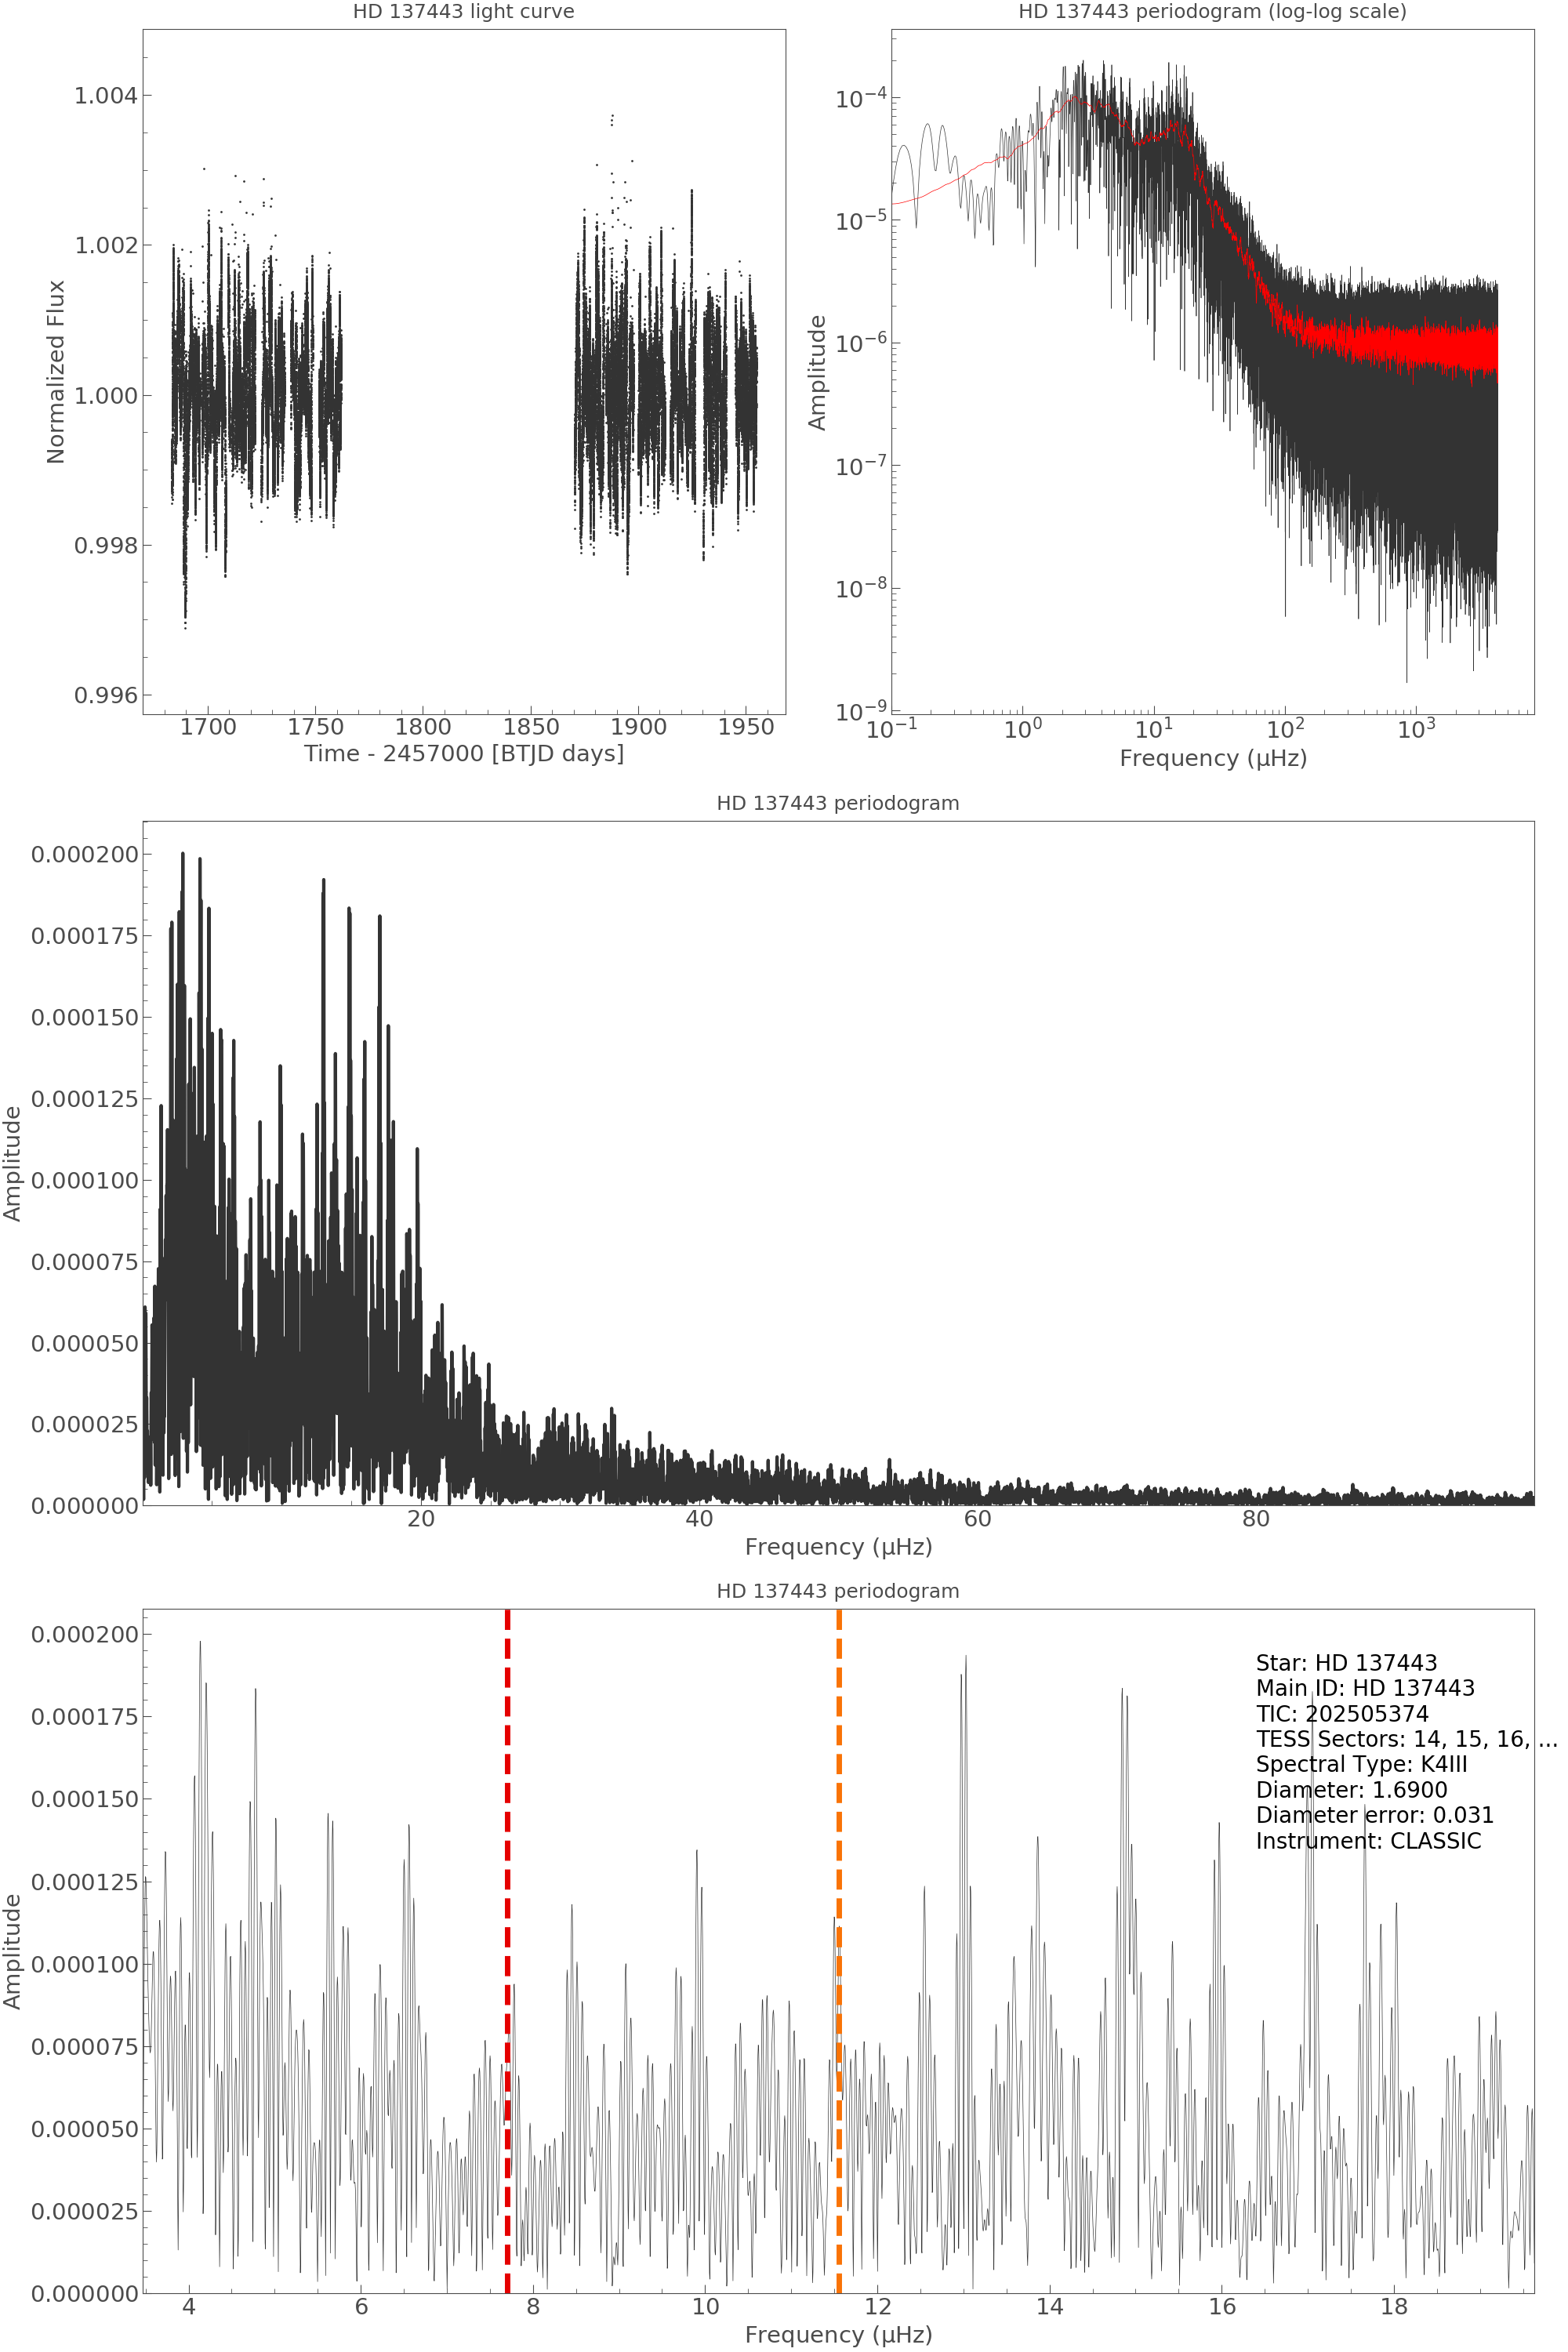 HD 137443 light curve
1.004
1.002
1.000
0.998
0.996
Normalized Flux
1700 1750 1800 1850 1900 1950
Time - 2457000 [BTJD days]
HD 137443 periodogram (log-log scale)
10⁻⁴
10⁻⁵
10⁻⁶
10⁻⁷
10⁻⁸
10⁻⁹
Amplitude
10⁻¹ 10⁰ 10¹ 10² 10³
Frequency (µHz)
HD 137443 periodogram
0.000200
0.000175
0.000150
0.000125
0.000100
0.000075
0.000050
0.000025
0.000000
Amplitude
20 40 60 80
Frequency (µHz)
HD 137443 periodogram
0.000200
0.000175
0.000150
0.000125
0.000100
0.000075
0.000050
0.000025
0.000000
Amplitude
Star: HD 137443
Main ID: HD 137443
TIC: 202505374
TESS Sectors: 14, 15, 16, ...
Spectral Type: K4III
Diameter: 1.6900
Diameter error: 0.031
Instrument: CLASSIC
4 6 8 10 12 14 16 18
Frequency (µHz)